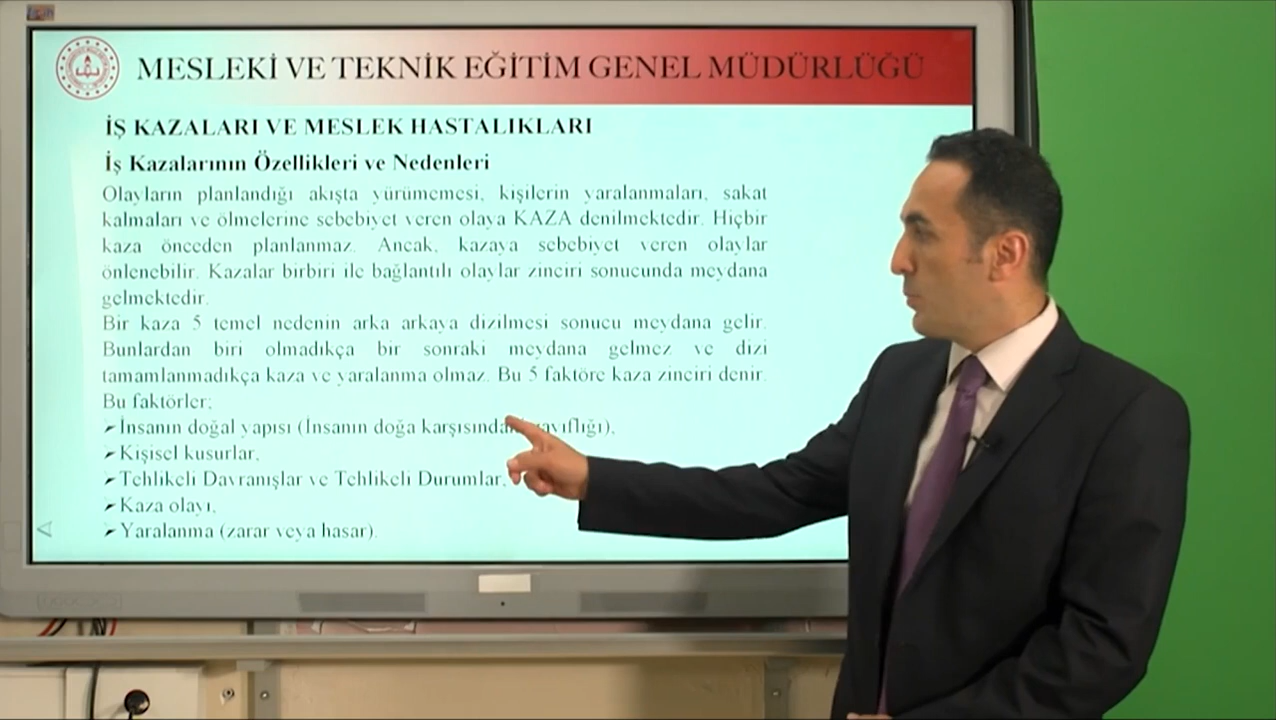 MESLEKİ VE TEKNİK EĞİTİM GENEL MÜDÜRLÜĞÜ
İŞ KAZALARI VE MESLEK HASTALIKLARI
İş Kazalarının Özellikleri ve Nedenleri
Olayların planlandığı akışta yürümemesi, kişilerin yaralanmaları, sakat
kalmaları ve ölmelerine sebebiyet veren olaya KAZA denilmektedir. Hiçbir
kaza önceden planlanmaz. Ancak, kazaya sebebiyet veren olaylar
önlenebilir. Kazalar birbiri ile bağlantılı olaylar zinciri sonucunda meydana
gelmektedir.
Bir kaza 5 temel nedenin arka arkaya dizilmesi sonucu meydana gelir.
Bunlardan biri olmadıkça bir sonraki meydana gelmez ve dizi
tamamlanmadıkça kaza ve yaralanma olmaz. Bu 5 faktöre kaza zinciri denir.
Bu faktörler;
➢İnsanın doğal yapısı (İnsanın doğa karşısında
➢Kişisel kusurlar,
➢Tehlikeli Davranışlar ve Tehlikeli Durumlar,
➢Kaza olayı,
➢Yaralanma (zarar veya hasar).